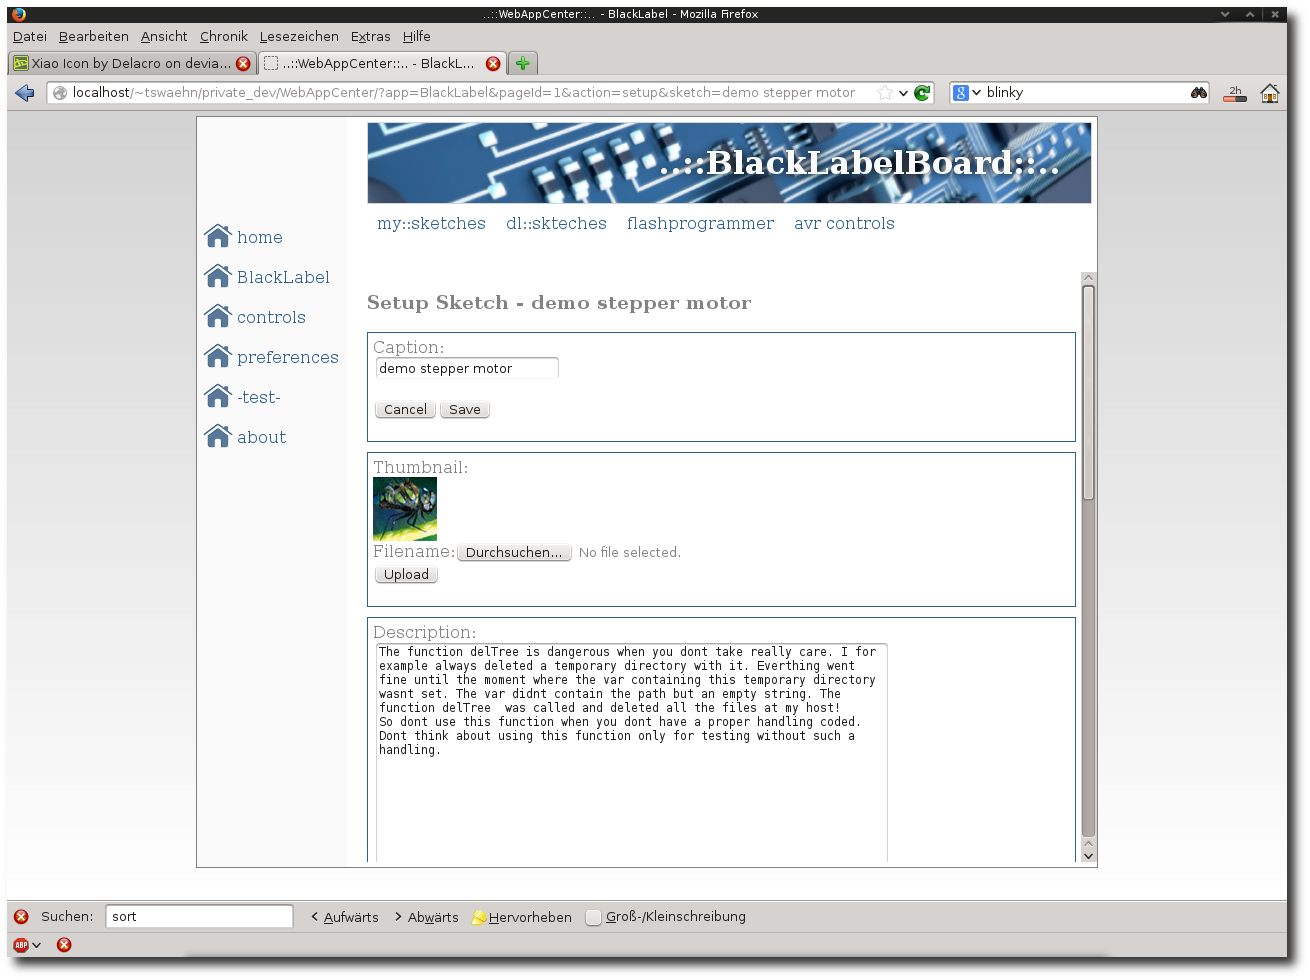 ..::WebAppCenter::.. - BlackLabel - Mozilla Firefox
Datei Bearbeiten Ansicht Chronik Lesezeichen Extras Hilfe
Xiao Icon by Delacro on devia... ..::WebAppCenter::.. - BlackL...
localhost/~tswaehn/private_dev/WebAppCenter/?app=BlackLabel&pageId=1&action=setup&sketch=demo stepper motor
8 blinky 2h
..::BlackLabelBoard::..
my::sketches dl::skteches flashprogrammer avr controls
home
BlackLabel
controls
preferences
-test-
about
Setup Sketch - demo stepper motor
Caption:
demo stepper motor
Cancel Save
Thumbnail:
Filename: Durchsuchen... No file selected.
Upload
Description:
The function delTree is dangerous when you dont take really care. I for
example always deleted a temporary directory with it. Everthing went
fine until the moment where the var containing this temporary directory
wasnt set. The var didnt contain the path but an empty string. The
function delTree  was called and deleted all the files at my host!
So dont use this function when you dont have a proper handling coded.
Dont think about using this function only for testing without such a
handling.
Suchen: sort Aufwärts Abwärts Hervorheben Groß-/Kleinschreibung
ABP